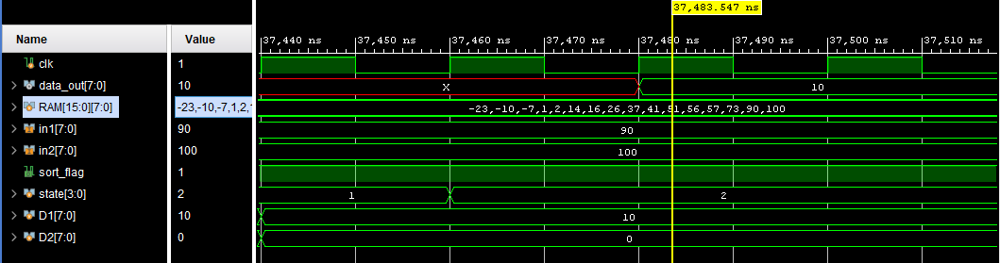 37,483.547 ns
Name Value
37,440 ns 37,450 ns 37,460 ns 37,470 ns 37,480 ns 37,490 ns 37,500 ns 37,510 ns
clk 1
data_out[7:0] 10 X 10
RAM[15:0][7:0] -23,-10,-7,1,2, -23,-10,-7,1,2,14,16,26,37,41,51,56,57,73,90,100
in1[7:0] 90 90
in2[7:0] 100 100
sort_flag 1
state[3:0] 2 1 2
D1[7:0] 10 10
D2[7:0] 0 0